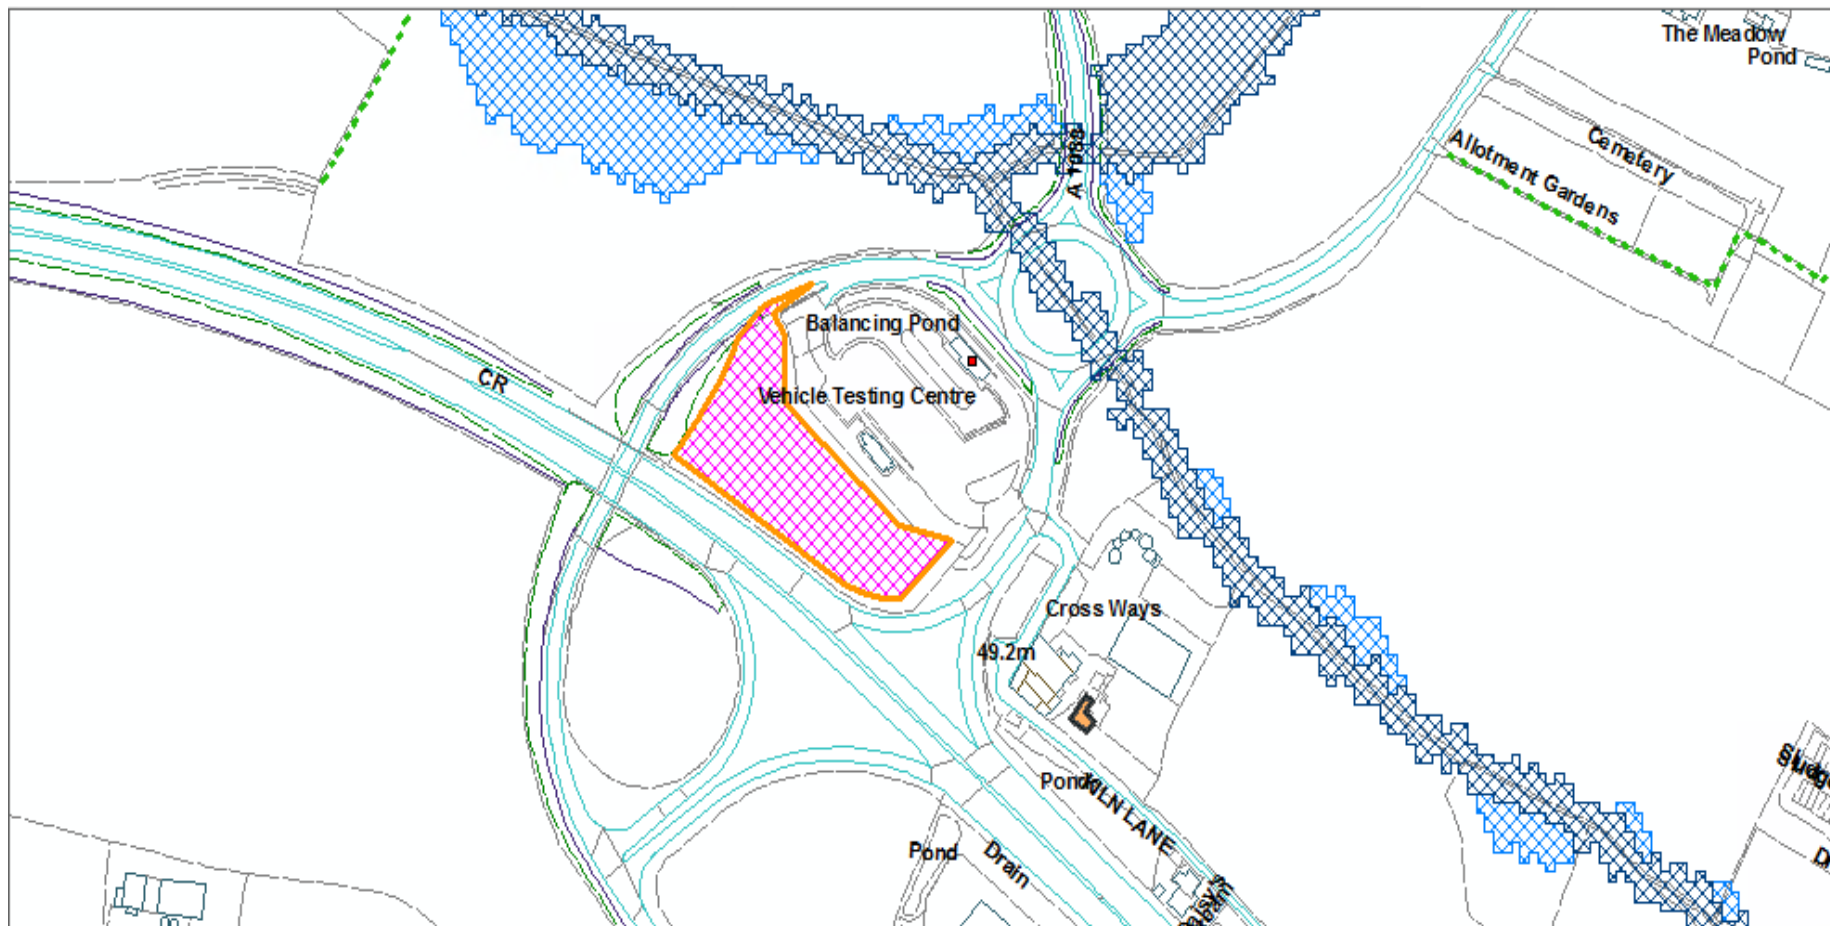 The Meadow
Pond
A 1088
Cemetery
Allotment Gardens
Balancing Pond
CR
Vehicle Testing Centre
Cross Ways
49.2m
Pond
KILN LANE
Pond
Drain